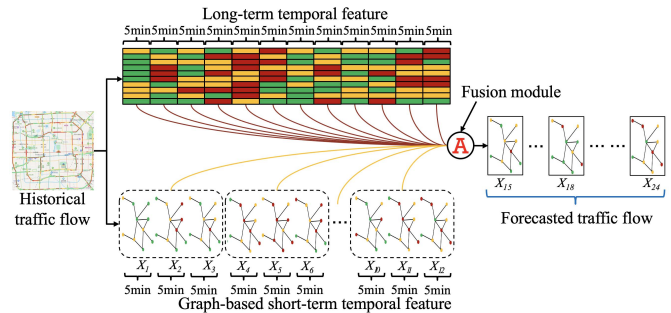 Long-term temporal feature
5min 5min 5min 5min 5min 5min 5min 5min 5min 5min 5min 5min
Fusion module
A
X15 X18 X24
Forecasted traffic flow
Historical
traffic flow
...
X1 X2 X3 X4 X5 X6 X10 X11 X12
5min 5min 5min 5min 5min 5min 5min 5min 5min
Graph-based short-term temporal feature